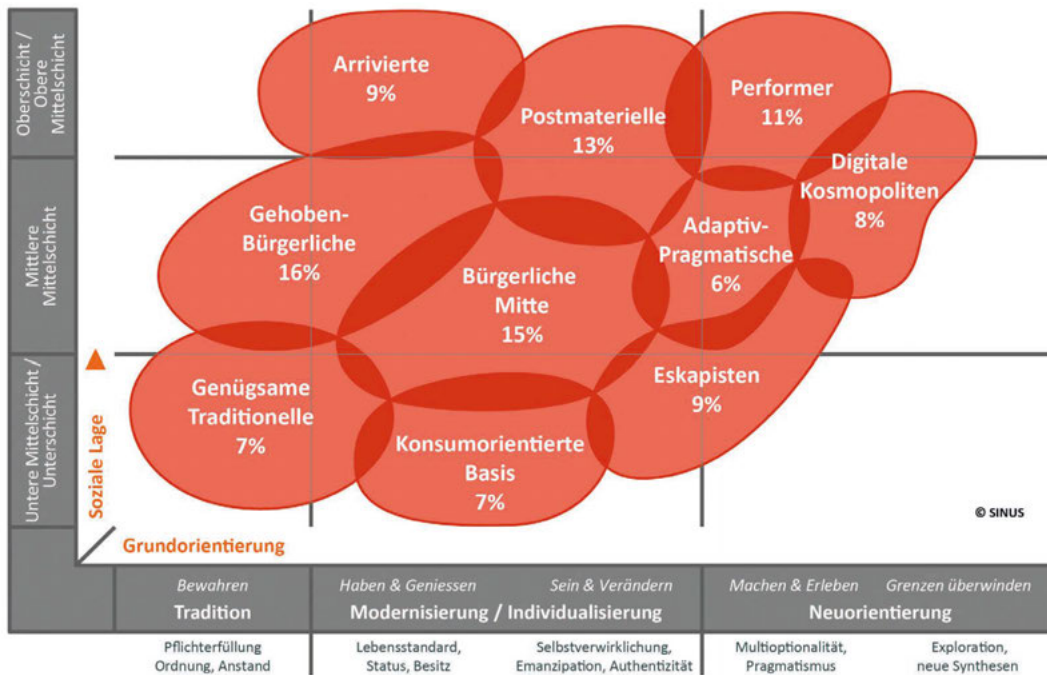 Oberschicht /
Obere
Mittelschicht
Mittlere
Mittelschicht
Untere Mittelschicht /
Unterschicht
Soziale Lage
Arrivierte
9%
Postmaterielle
13%
Performer
11%
Digitale
Kosmopoliten
8%
Gehoben-
Bürgerliche
16%
Bürgerliche
Mitte
15%
Adaptiv-
Pragmatische
6%
Genügsame
Traditionelle
7%
Konsumorientierte
Basis
7%
Eskapisten
9%
© SINUS
Grundorientierung
Bewahren
Tradition
Haben & Geniessen
Sein & Verändern
Modernisierung / Individualisierung
Machen & Erleben
Grenzen überwinden
Neuorientierung
Pflichterfüllung
Ordnung, Anstand
Lebensstandard,
Status, Besitz
Selbstverwirklichung,
Emanzipation, Authentizität
Multioptionalität,
Pragmatismus
Exploration,
neue Synthesen